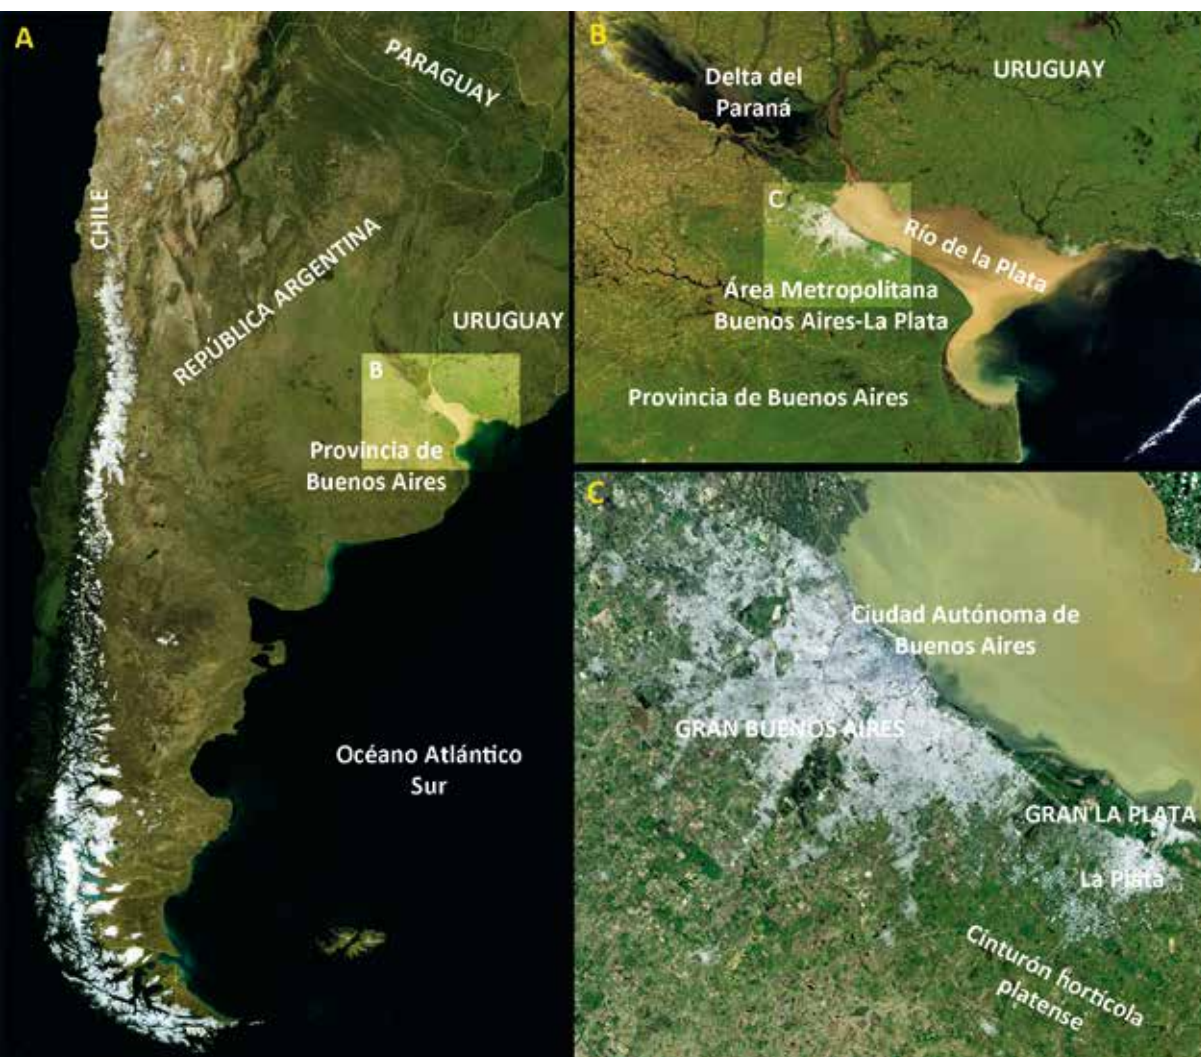 A
PARAGUAY
CHILE
REPÚBLICA ARGENTINA
URUGUAY
B
Provincia de
Buenos Aires
Océano Atlántico
Sur
B
Delta del
Paraná
URUGUAY
C
Río de la Plata
Área Metropolitana
Buenos Aires-La Plata
Provincia de Buenos Aires
C
Ciudad Autónoma de
Buenos Aires
GRAN BUENOS AIRES
GRAN LA PLATA
La Plata
Cinturón hortícola
platense